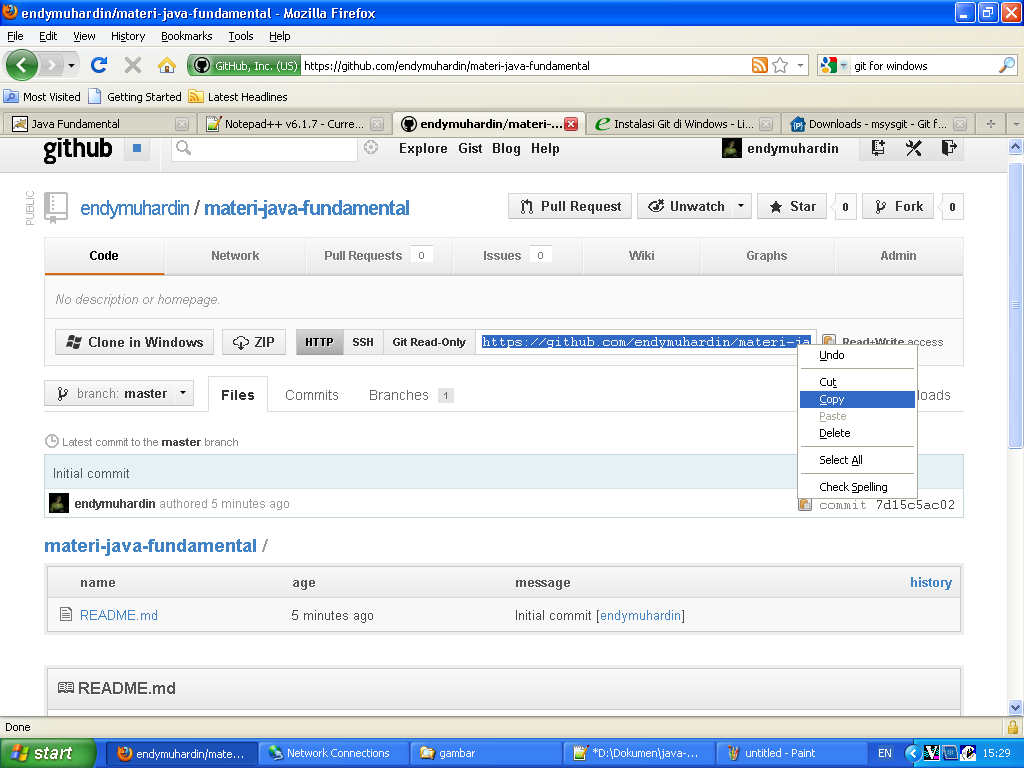 endymuhardin/materi-java-fundamental - Mozilla Firefox
File Edit View History Bookmarks Tools Help
GitHub, Inc. (US) https://github.com/endymuhardin/materi-java-fundamental git for windows
Most Visited Getting Started Latest Headlines
Java Fundamental Notepad++ v6.1.7 - Curre... endymuhardin/materi-... Instalasi Git di Windows - Li... Downloads - msysgit - Git f...
github Explore Gist Blog Help endymuhardin
PUBLIC endymuhardin / materi-java-fundamental Pull Request Unwatch Star 0 Fork 0
Code Network Pull Requests 0 Issues 0 Wiki Graphs Admin
No description or homepage.
Clone in Windows ZIP HTTP SSH Git Read-Only https://github.com/endymuhardin/materi-ja Read+Write access
Undo
Cut
Copy
Paste
Delete
Select All
Check Spelling
branch: master Files Commits Branches 1 loads
Latest commit to the master branch
Initial commit
endymuhardin authored 5 minutes ago commit 7d15c5ac02
materi-java-fundamental /
name age message history
README.md 5 minutes ago Initial commit [endymuhardin]
README.md
Done
start endymuhardin/mate... Network Connections gambar *D:\Dokumen\java-... untitled - Paint EN 15:29